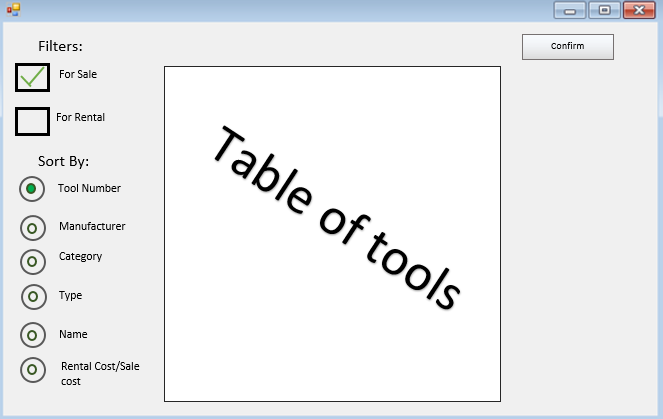 Filters:
For Sale
For Rental
Sort By:
Tool Number
Manufacturer
Category
Type
Name
Rental Cost/Sale
cost
Table of tools
Confirm